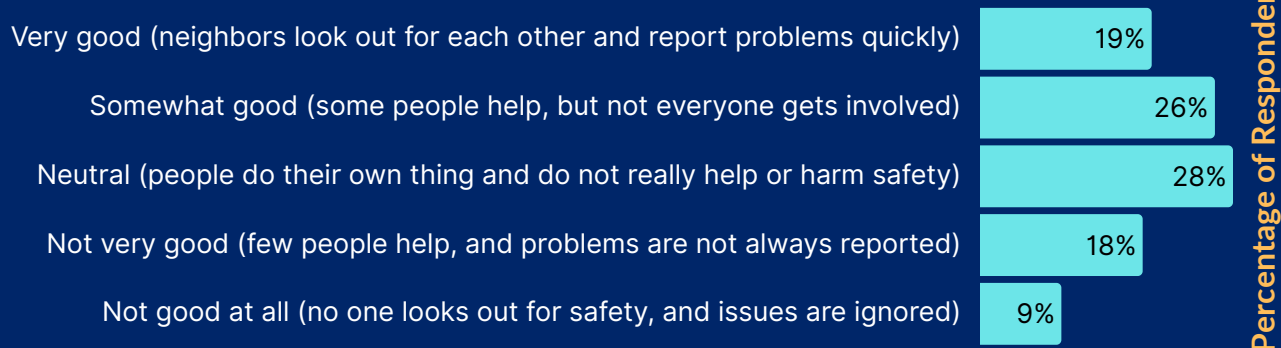 Very good (neighbors look out for each other and report problems quickly)
19%
Somewhat good (some people help, but not everyone gets involved)
26%
Neutral (people do their own thing and do not really help or harm safety)
28%
Not very good (few people help, and problems are not always reported)
18%
Not good at all (no one looks out for safety, and issues are ignored)
9%
Percentage of